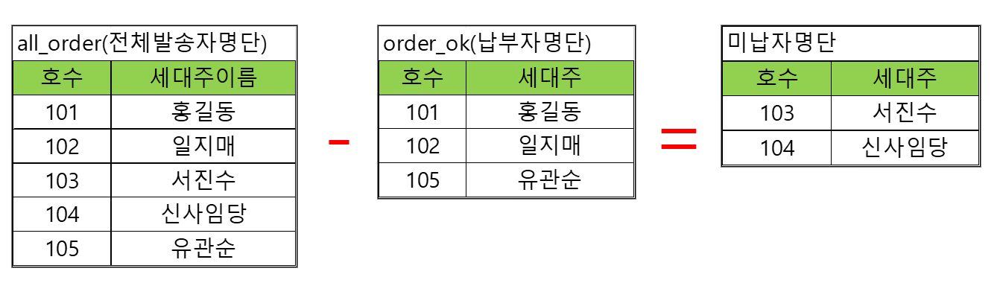 all_order(전체발송자명단)
호수 세대주이름
101 홍길동
102 일지매
103 서진수
104 신사임당
105 유관순
-
order_ok(납부자명단)
호수 세대주
101 홍길동
102 일지매
105 유관순
=
미납자명단
호수 세대주
103 서진수
104 신사임당